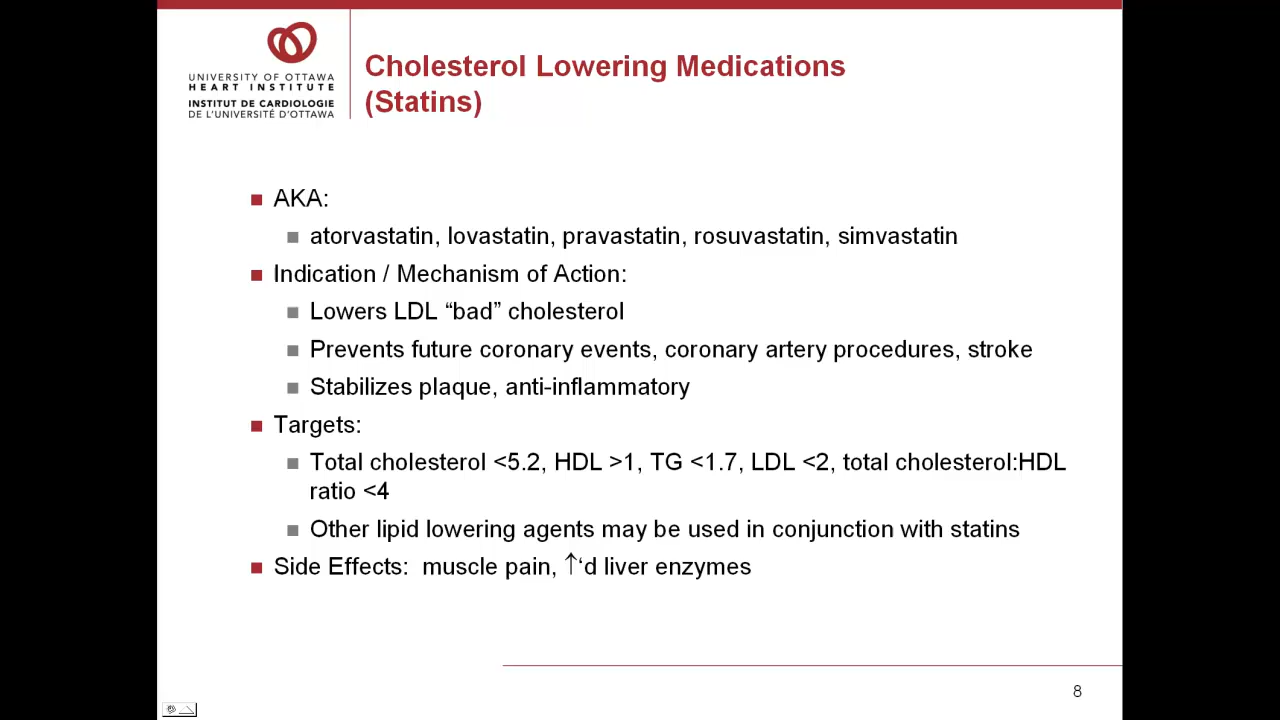 UNIVERSITY OF OTTAWA
HEART INSTITUTE
INSTITUT DE CARDIOLOGIE
DE L'UNIVERSITÉ D'OTTAWA
Cholesterol Lowering Medications
(Statins)
AKA:
atorvastatin, lovastatin, pravastatin, rosuvastatin, simvastatin
Indication / Mechanism of Action:
Lowers LDL “bad” cholesterol
Prevents future coronary events, coronary artery procedures, stroke
Stabilizes plaque, anti-inflammatory
Targets:
Total cholesterol <5.2, HDL >1, TG <1.7, LDL <2, total cholesterol:HDL
ratio <4
Other lipid lowering agents may be used in conjunction with statins
Side Effects:  muscle pain, ↑‘d liver enzymes
8